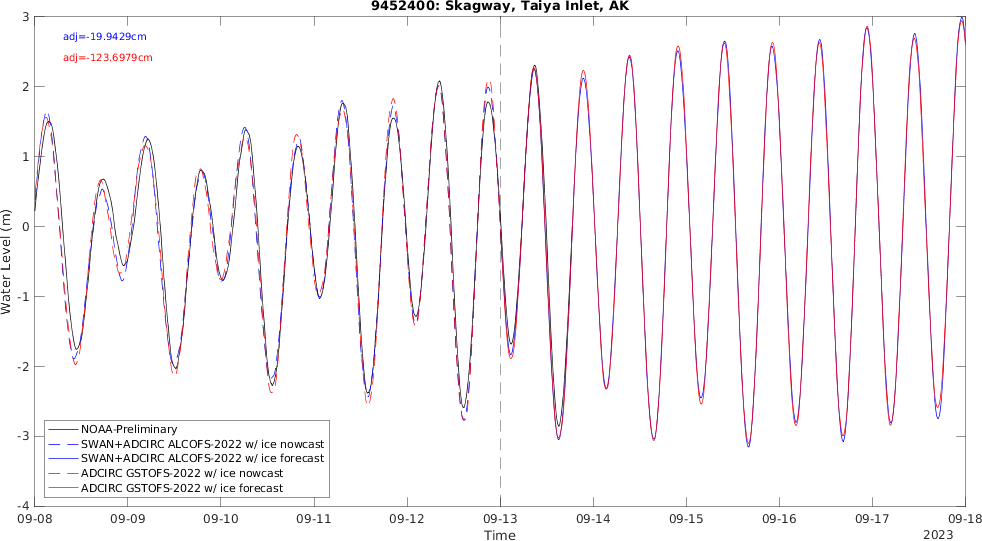 9452400: Skagway, Taiya Inlet, AK
adj=-19.9429cm
adj=-123.6979cm
Water Level (m)
3
2
1
0
-1
-2
-3
-4
NOAA-Preliminary
SWAN+ADCIRC ALCOFS-2022 w/ ice nowcast
SWAN+ADCIRC ALCOFS-2022 w/ ice forecast
ADCIRC GSTOFS-2022 w/ ice nowcast
ADCIRC GSTOFS-2022 w/ ice forecast
09-08 09-09 09-10 09-11 09-12 09-13 09-14 09-15 09-16 09-17 09-18
Time
2023